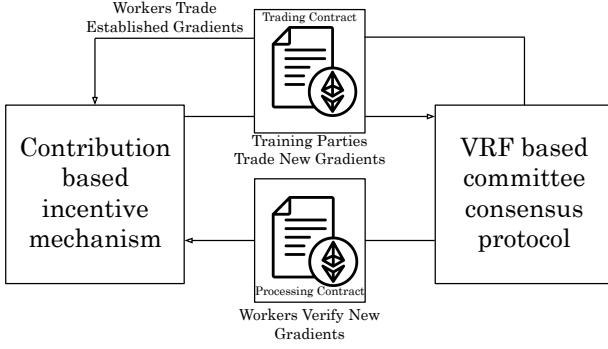 Workers Trade
Established Gradients
Trading Contract
Training Parties
Trade New Gradients
Contribution
based
incentive
mechanism
VRF based
committee
consensus
protocol
Processing Contract
Workers Verify New
Gradients